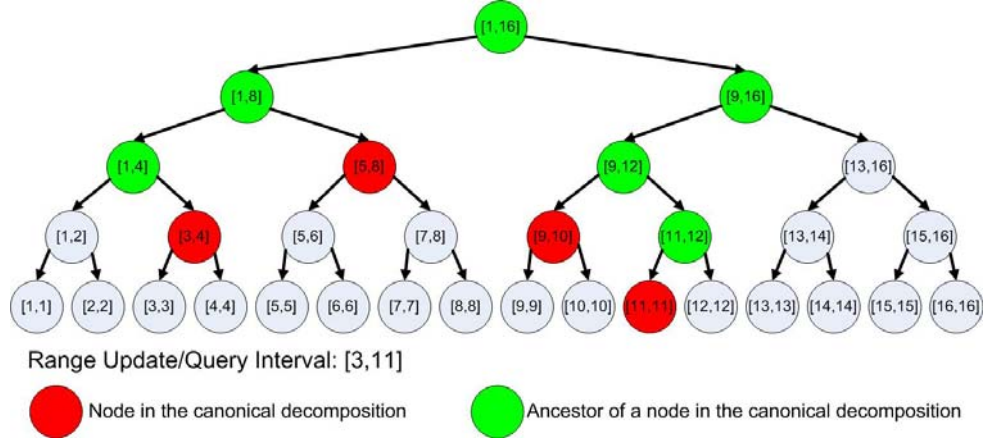 [1,16]
[1,8] [9,16]
[1,4] [5,8] [9,12] [13,16]
[1,2] [3,4] [5,6] [7,8] [9,10] [11,12] [13,14] [15,16]
[1,1] [2,2] [3,3] [4,4] [5,5] [6,6] [7,7] [8,8] [9,9] [10,10] [11,11] [12,12] [13,13] [14,14] [15,15] [16,16]
Range Update/Query Interval: [3,11]
Node in the canonical decomposition Ancestor of a node in the canonical decomposition